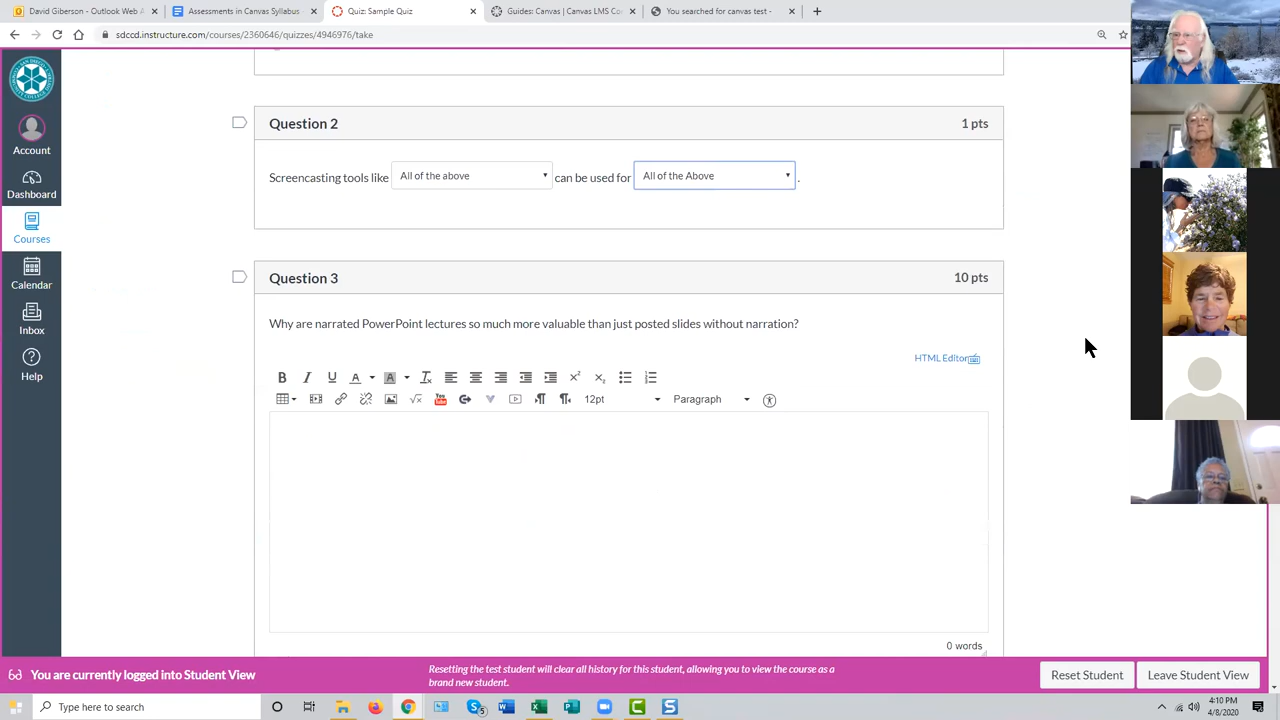 David Giberson - Outlook Web A
Assessments in Canvas Syllabus
Quiz: Sample Quiz
Guides: Canvas | Canvas LMS Co
You searched for canvas test -
sdccd.instructure.com/courses/2360646/quizzes/4946976/take
Account
Dashboard
Courses
Calendar
Inbox
Help
Question 2 1 pts
Screencasting tools like All of the above can be used for All of the Above .
Question 3 10 pts
Why are narrated PowerPoint lectures so much more valuable than just posted slides without narration?
HTML Editor
12pt Paragraph
0 words
You are currently logged into Student View
Resetting the test student will clear all history for this student, allowing you to view the course as a
brand new student.
Reset Student
Leave Student View
Type here to search
4:10 PM
4/8/2020